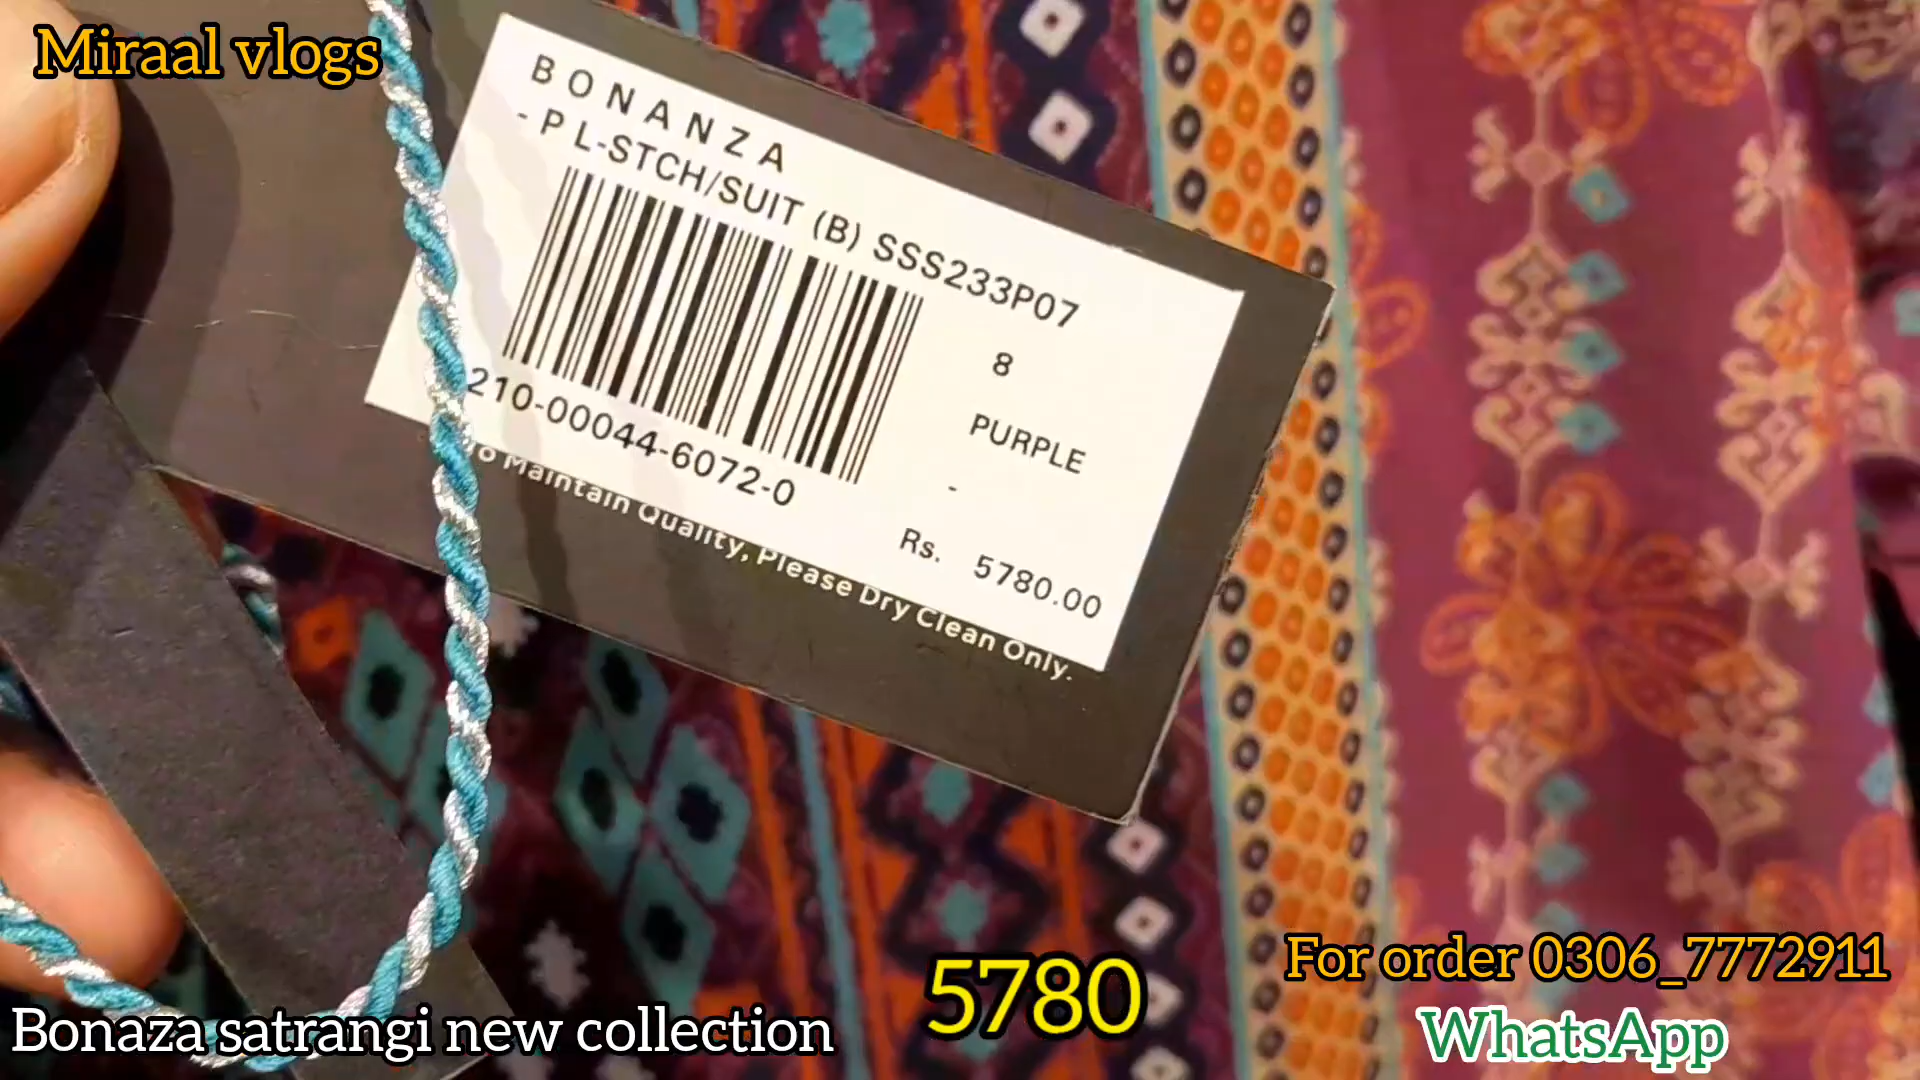 Miraal vlogs
BONANZA
- P L-STCH/SUIT (B) SSS233P07
8
210-00044-6072-0
PURPLE
-
Rs. 5780.00
To Maintain Quality, Please Dry Clean Only.
5780
For order 0306_7772911
Bonaza satrangi new collection
WhatsApp